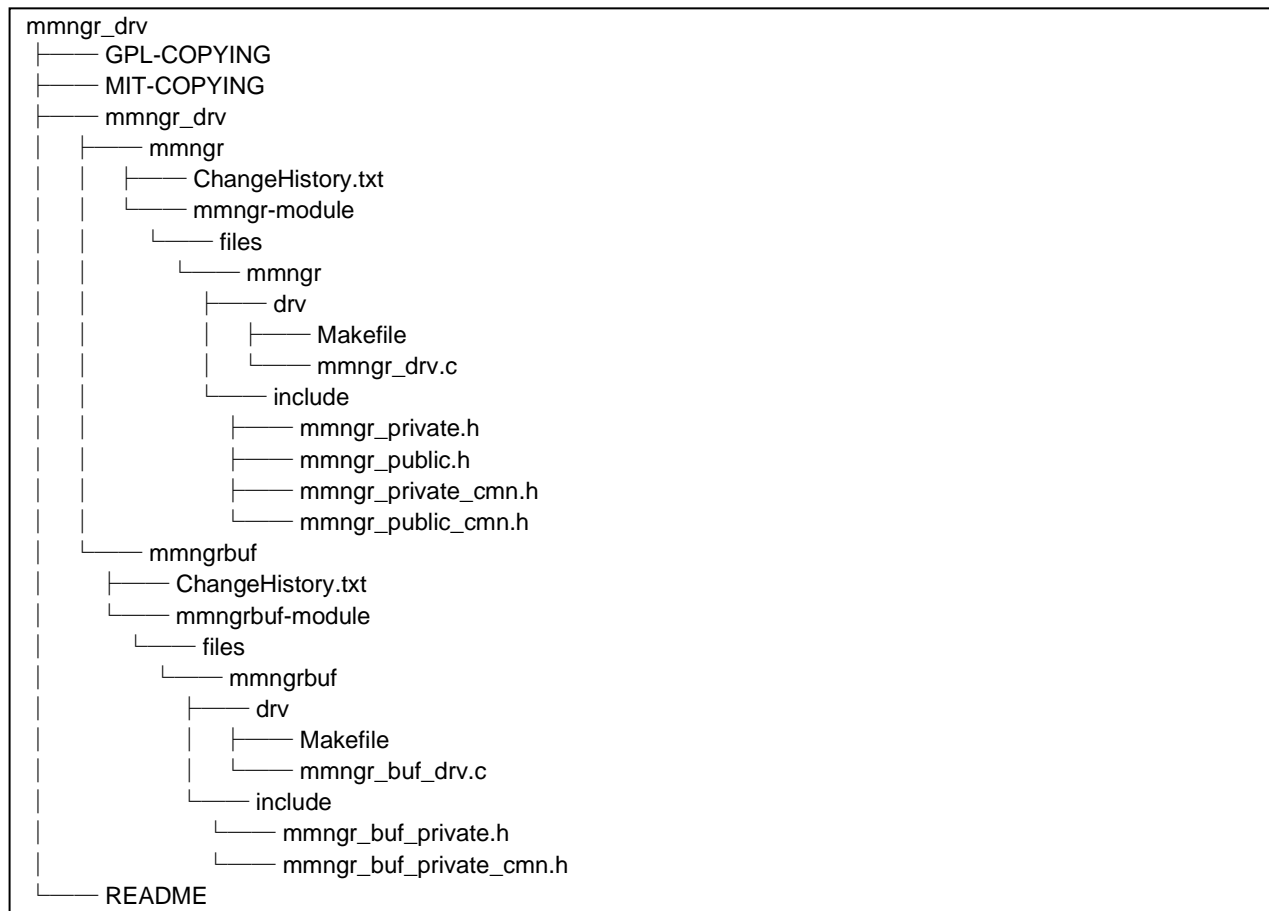 mmngr_drv
GPL-COPYING
MIT-COPYING
mmngr_drv
mmngr
ChangeHistory.txt
mmngr-module
files
mmngr
drv
Makefile
mmngr_drv.c
include
mmngr_private.h
mmngr_public.h
mmngr_private_cmn.h
mmngr_public_cmn.h
mmngrbuf
ChangeHistory.txt
mmngrbuf-module
files
mmngrbuf
drv
Makefile
mmngr_buf_drv.c
include
mmngr_buf_private.h
mmngr_buf_private_cmn.h
README